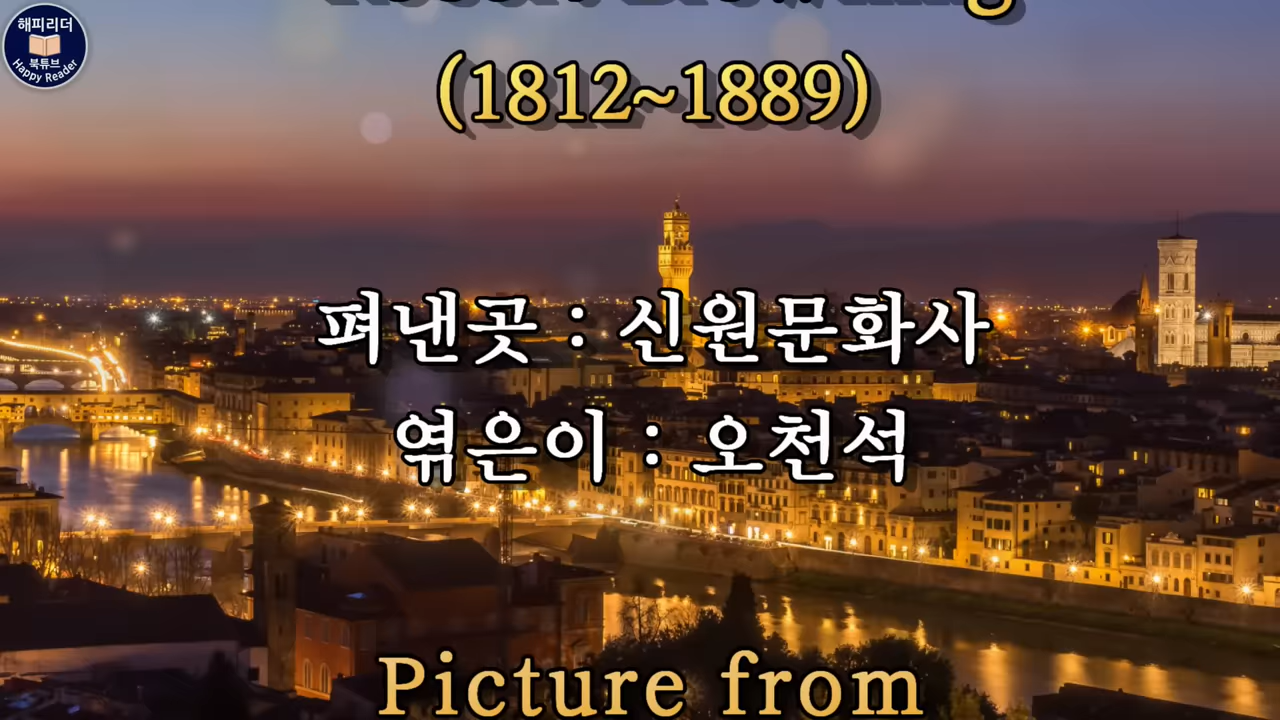 해피리더
북튜브
Happy Reader
(1812~1889)
펴낸곳 : 신원문화사
엮은이 : 오천석
Picture from